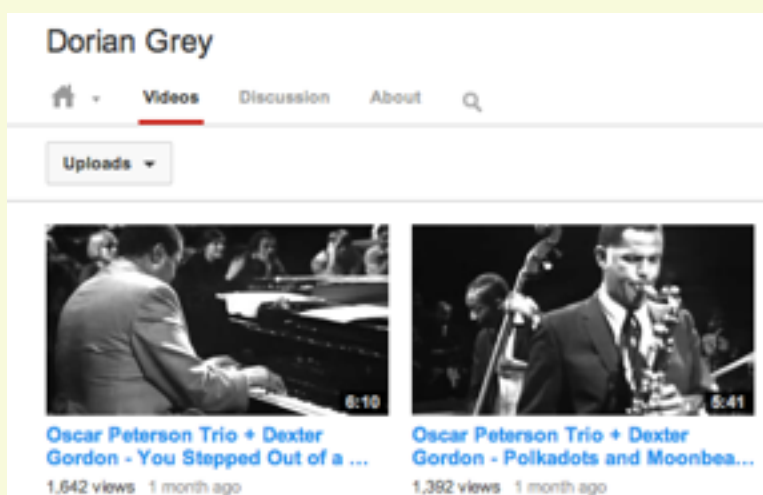 Dorian Grey
Videos Discussion About
Uploads
6:10
5:41
Oscar Peterson Trio + Dexter
Gordon - You Stepped Out of a ...
1,642 views 1 month ago
Oscar Peterson Trio + Dexter
Gordon - Polkadots and Moonbea...
1,392 views 1 month ago